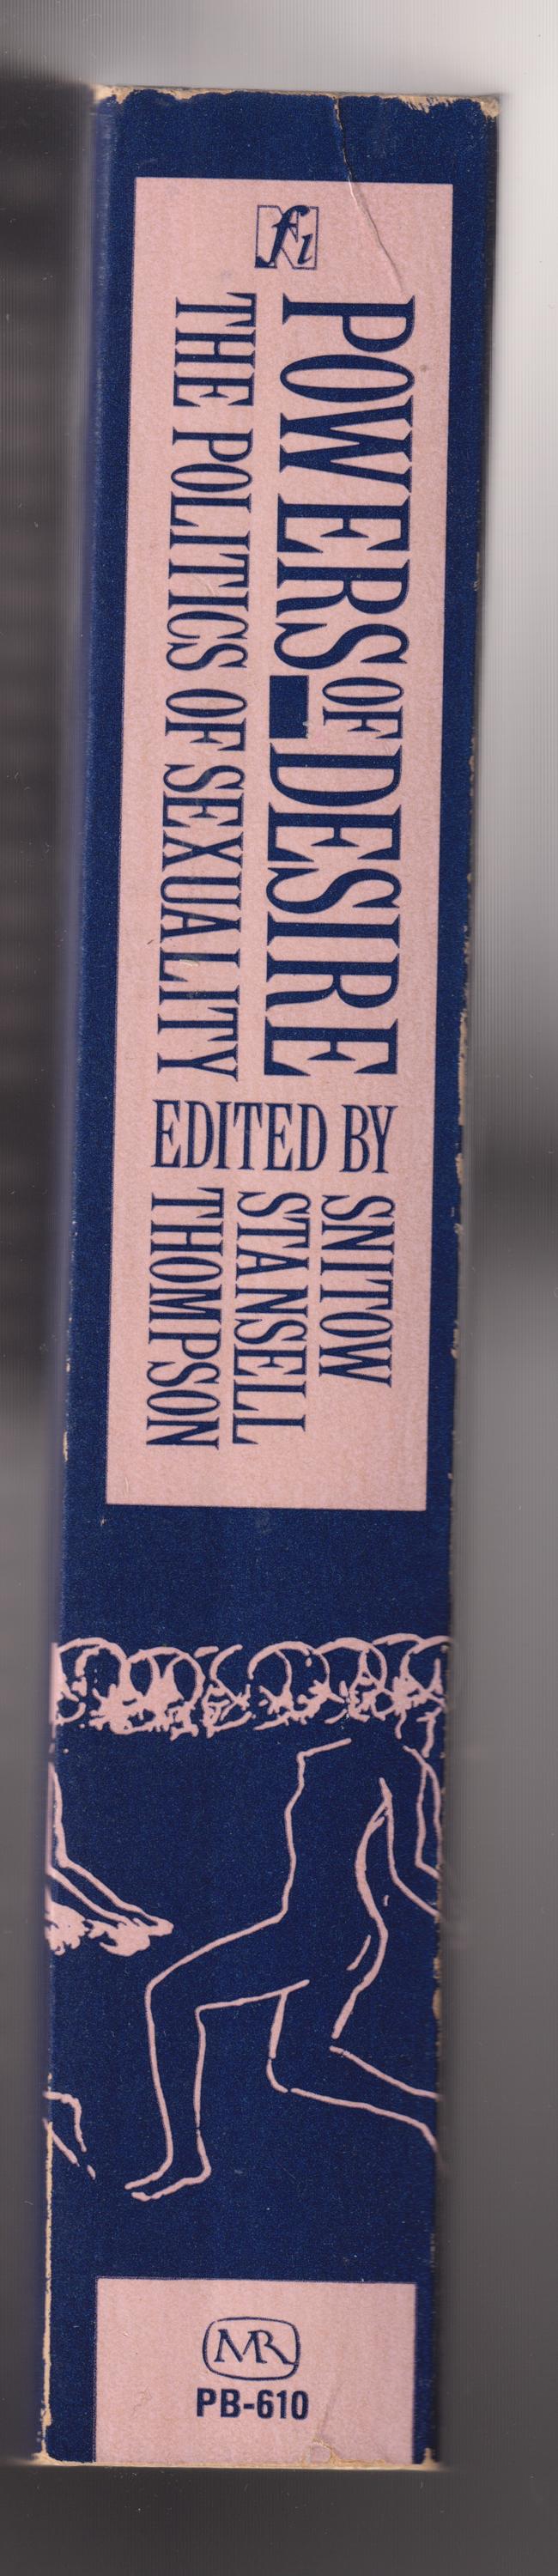 fi
POWERS OF DESIRE
THE POLITICS OF SEXUALITY
EDITED BY
SNITOW
STANSELL
THOMPSON
MR
PB-610